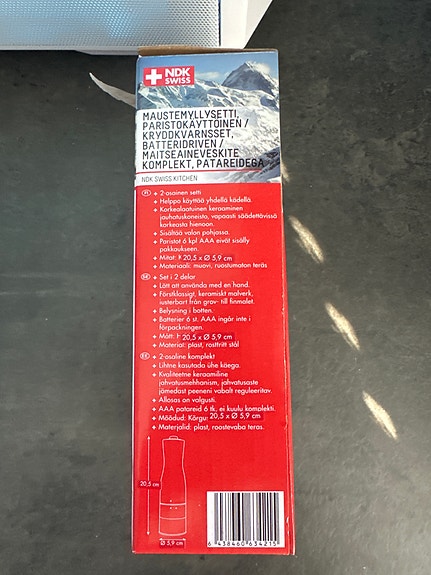 NDK
SWISS
MAUSTEMYLLYSETTI,
PARISTOKÄYTTÖINEN /
KRYDDKVARNSSET,
BATTERIDRIVEN /
MAITSEAINEVESKITE
KOMPLEKT, PATAREIDEGA
NDK SWISS KITCHEN
FI + 2-osainen setti
+ Helppo käyttää yhdellä kädellä.
+ Korkealaatuinen keraaminen
jauhatuskoneisto, vapaasti säädettävissä
karkeasta hienoon.
+ Sisältää valon pohjassa.
+ Paristot 6 kpl AAA eivät sisälly
pakkaukseen.
+ Mitat: 20,5 x Ø 5,9 cm
+ Materiaali: muovi, ruostumaton teräs
SE + Set i 2 delar
+ Lätt att använda med en hand.
+ Förstklassigt, keramiskt malverk,
justerbart från grov- till finmalet.
+ Belysning i botten.
+ Batterier 6 st. AAA ingår inte i
förpackningen.
+ Mått: 20,5 x Ø 5,9 cm
+ Material: plast, rostfritt stål
EE + 2-osaline komplekt
+ Lihtne kasutada ühe käega.
+ Kvaliteetne keraamiline
jahvatusmehhanism, jahvatusaste
jämedast peeneni vabalt reguleeritav.
+ Allosas on valgusti.
+ AAA patareid 6 tk. ei kuulu komplekti.
+ Mõõdud: Kõrgu: 20,5 x Ø 5,9 cm
+ Materjalid: plast, roostevaba teras.
20,5 cm
Ø 5,9 cm
6 438460 634215